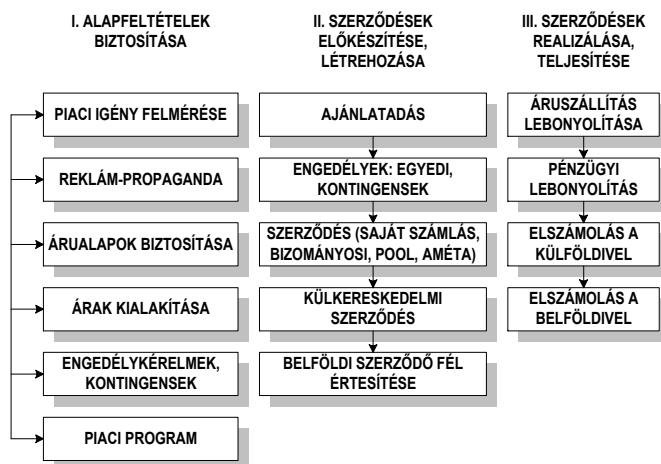 I. ALAPFELTÉTELEK
BIZTOSÍTÁSA
PIACI IGÉNY FELMÉRÉSE
REKLÁM-PROPAGANDA
ÁRUALAPOK BIZTOSÍTÁSA
ÁRAK KIALAKÍTÁSA
ENGEDÉLYKÉRELMEK,
KONTINGENSEK
PIACI PROGRAM
II. SZERZŐDÉSEK
ELŐKÉSZÍTÉSE,
LÉTREHOZÁSA
AJÁNLATADÁS
ENGEDÉLYEK: EGYEDI,
KONTINGENSEK
SZERZŐDÉS (SAJÁT SZÁMLÁS,
BIZOMÁNYOSI, POOL, AMÉTA)
KÜLKERESKEDELMI
SZERZŐDÉS
BELFÖLDI SZERZŐDŐ FÉL
ÉRTESÍTÉSE
III. SZERZŐDÉSEK
REALIZÁLÁSA,
TELJESÍTÉSE
ÁRUSZÁLLÍTÁS
LEBONYOLÍTÁSA
PÉNZÜGYI
LEBONYOLÍTÁS
ELSZÁMOLÁS A
KÜLFÖLDIVEL
ELSZÁMOLÁS A
BELFÖLDIVEL